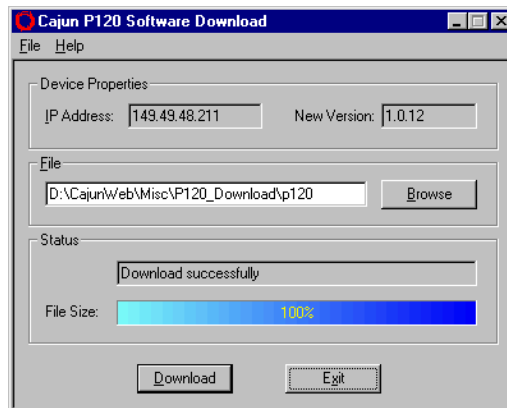 Cajun P120 Software Download
File Help
Device Properties
IP Address: 149.49.48.211 New Version: 1.0.12
File
D:\CajunWeb\Misc\P120_Download\p120 Browse
Status
Download successfully
File Size: 100%
Download Exit